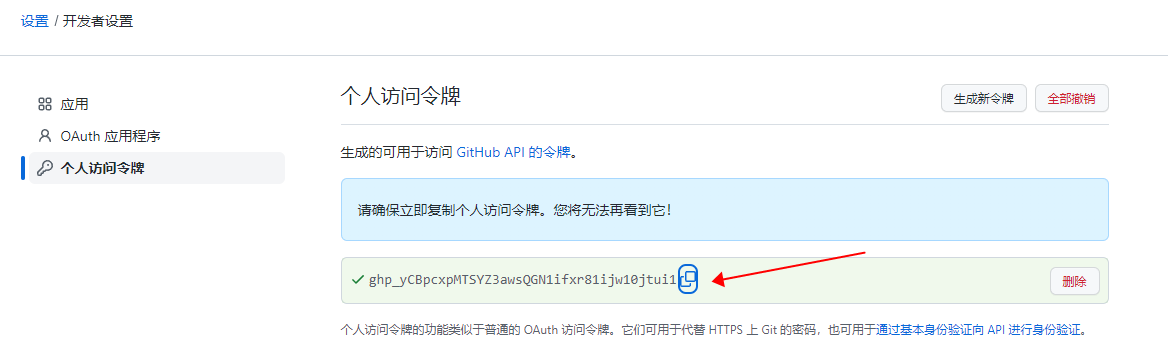 设置 / 开发者设置
应用
OAuth 应用程序
个人访问令牌
个人访问令牌
生成新令牌
全部撤销
生成的可用于访问 GitHub API 的令牌。
请确保立即复制个人访问令牌。您将无法再看到它！
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
删除
个人访问令牌的功能类似于普通的 OAuth 访问令牌。它们可用于代替 HTTPS 上 Git 的密码，也可用于通过基本身份验证向 API 进行身份验证。